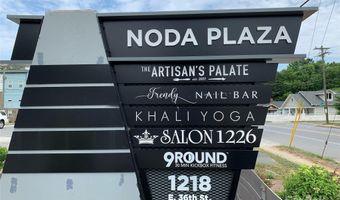 NODA PLAZA
THE ARTISAN'S PALATE
EST. 2017
Trendy NAIL BAR
KHALI YOGA
SALON 1226
9ROUND
30 MIN KICKBOX FITNESS
1218
E. 36th St.